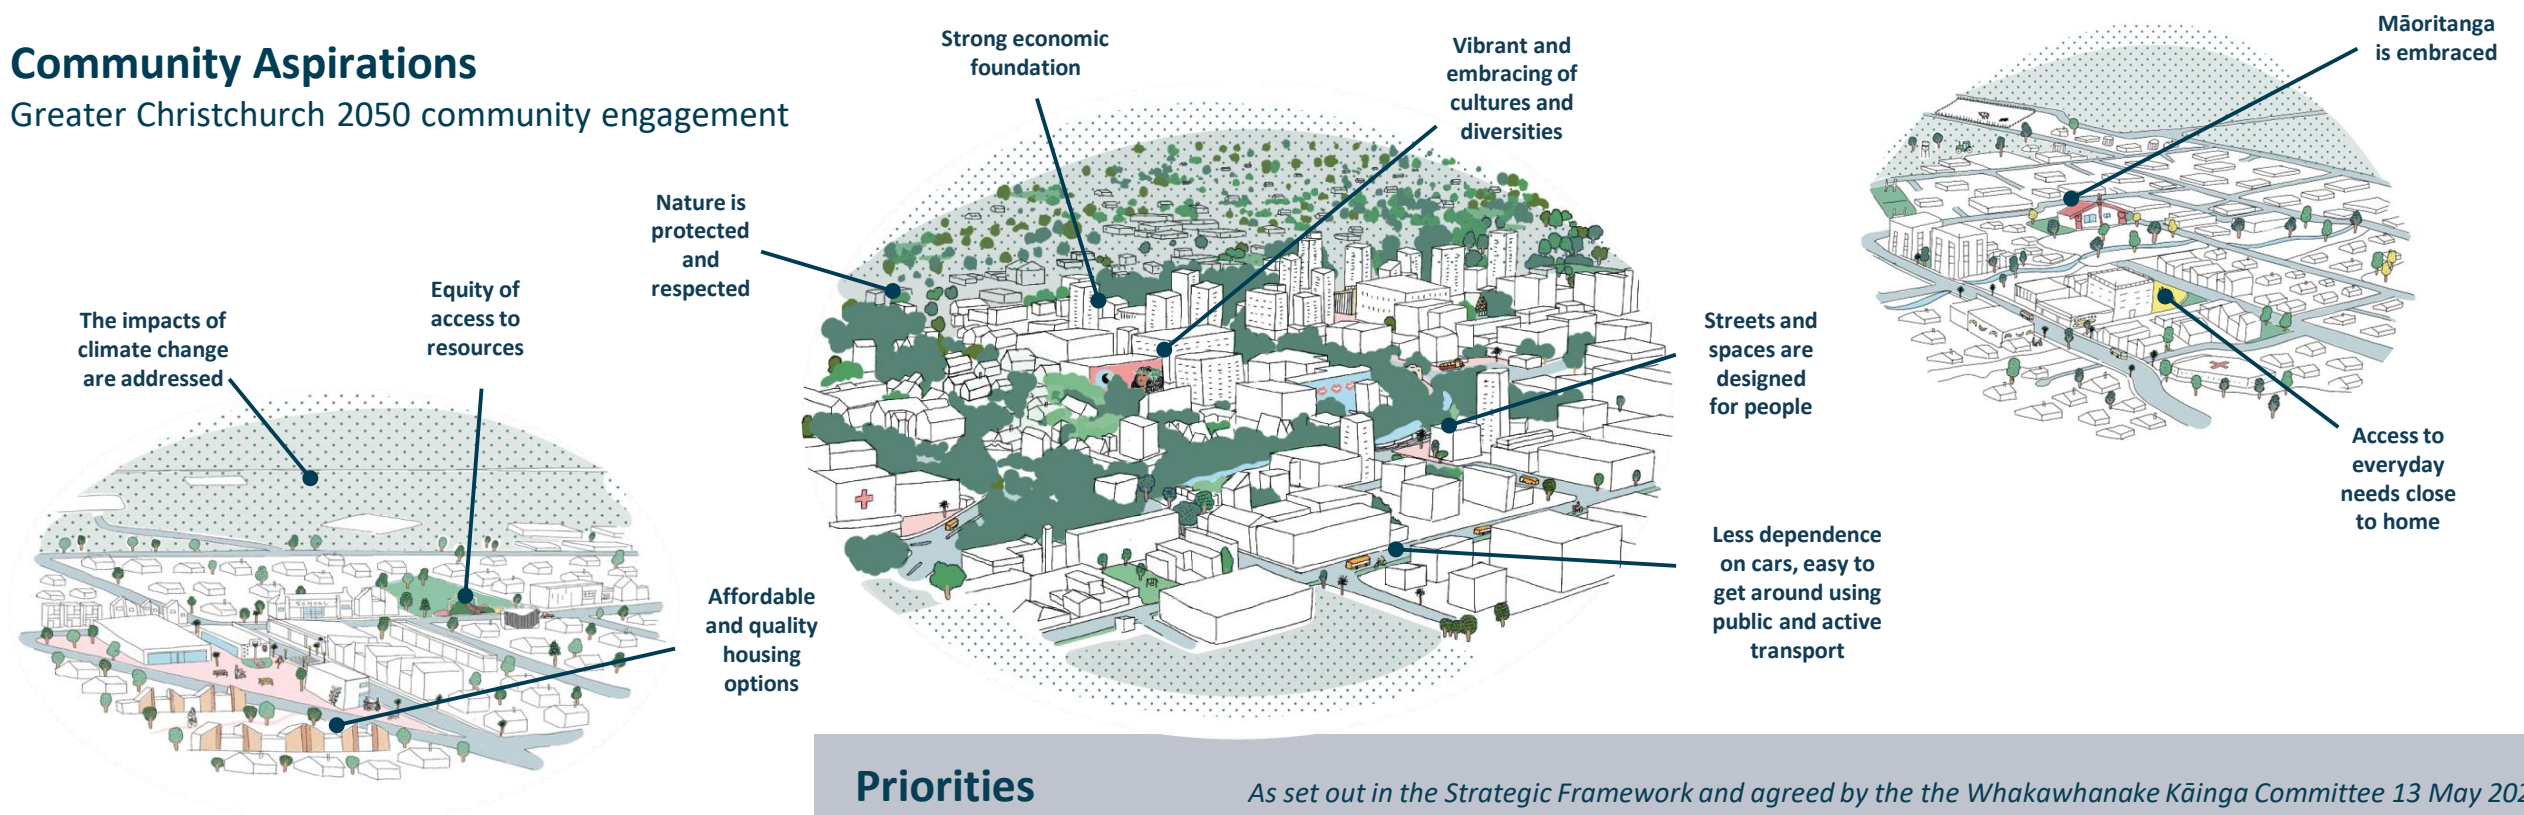 Community Aspirations
Greater Christchurch 2050 community engagement
The impacts of
climate change
are addressed
Equity of
access to
resources
Nature is
protected
and
respected
Affordable
and quality
housing
options
Strong economic
foundation
Vibrant and
embracing of
cultures and
diversities
Streets and
spaces are
designed
for people
Less dependence
on cars, easy to
get around using
public and active
transport
Māoritanga
is embraced
Access to
everyday
needs close
to home
SCHOOL
Priorities
As set out in the Strategic Framework and agreed by the the Whakawhanake Kāinga Committee 13 May